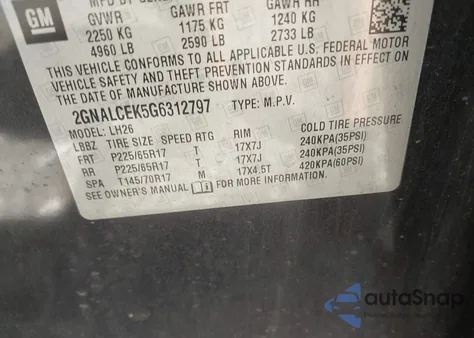 GM
GVWR GAWR FRT GAWR RR
2250 KG 1175 KG 1240 KG
4960 LB 2590 LB 2733 LB
THIS VEHICLE CONFORMS TO ALL APPLICABLE U.S. FEDERAL MOTOR
VEHICLE SAFETY AND THEFT PREVENTION STANDARDS IN EFFECT ON
THE DATE OF MANUFACTURE SHOWN ABOVE.
2GNALCEK5G6312797 TYPE: M.P.V.
MODEL: LH26
LBBZ TIRE SIZE SPEED RTG RIM COLD TIRE PRESSURE
FRT P225/65R17 T 17X7J 240KPA(35PSI)
RR P225/65R17 T 17X7J 240KPA(35PSI)
SPA T145/70R17 M 17X4.5T 420KPA(60PSI)
SEE OWNER'S MANUAL FOR MORE INFORMATION.
autoSnap